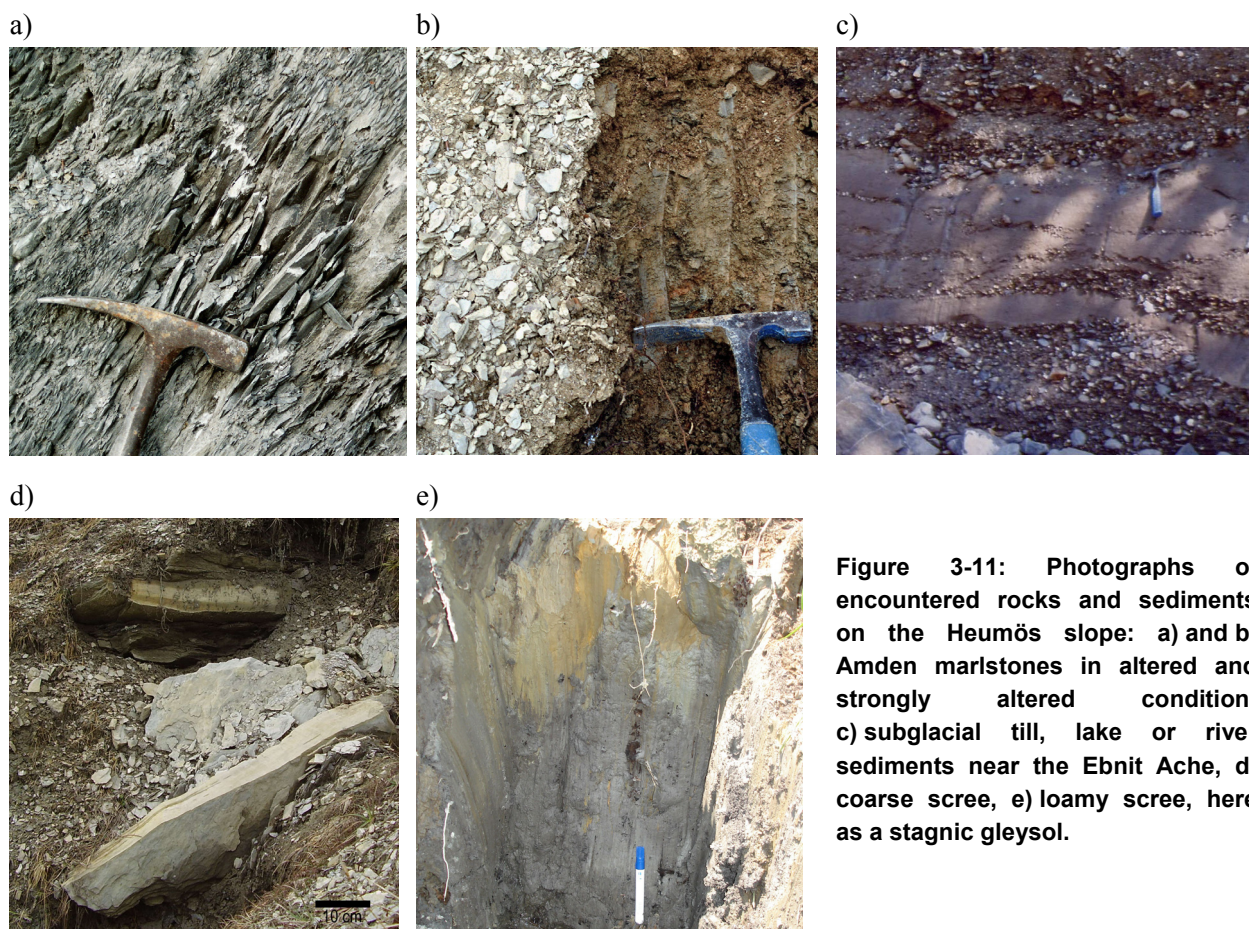 a)
b)
c)
d)
e)
10 cm
Figure 3-11: Photographs o
encountered rocks and sediments
on the Heumös slope: a) and b
Amden marlstones in altered and
strongly altered condition
c) subglacial till, lake or rive
sediments near the Ebnit Ache, d
coarse scree, e) loamy scree, here
as a stagnic gleysol.